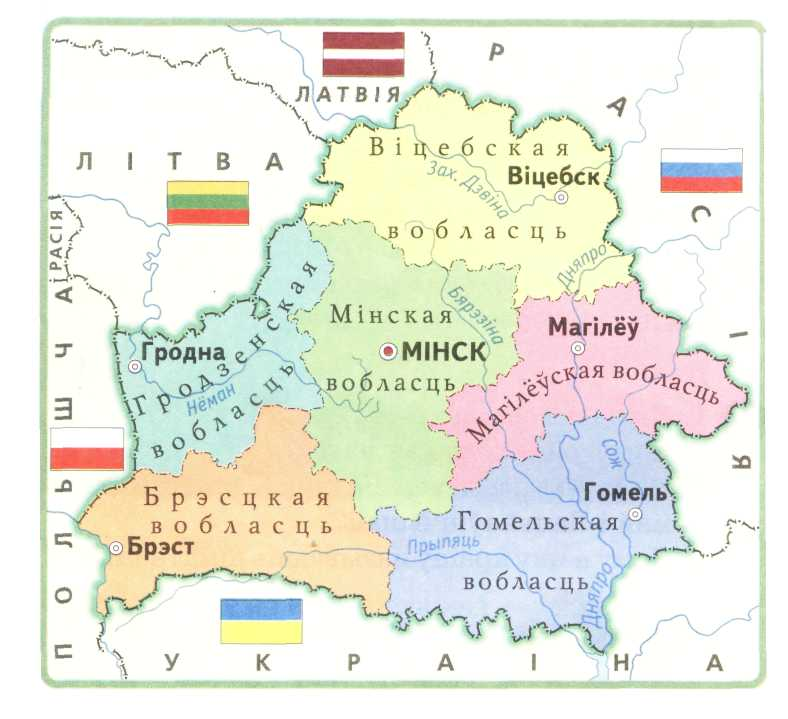 ЛАТВІЯ
РАСІЯ
ЛІТВА
РАСІЯ
ПОЛЬШЧА
УКРАІНА
Віцебская
вобласць
Віцебск
Зах. Дзвіна
Дняпро
Бярэзіна
Мінская
вобласць
МІНСК
Гродна
Гродзенская
вобласць
Нёман
Магілёў
Магілёўская вобласць
Сож
Брэсцкая
вобласць
Брэст
Гомель
Гомельская
вобласць
Прыпяць
Дняпро